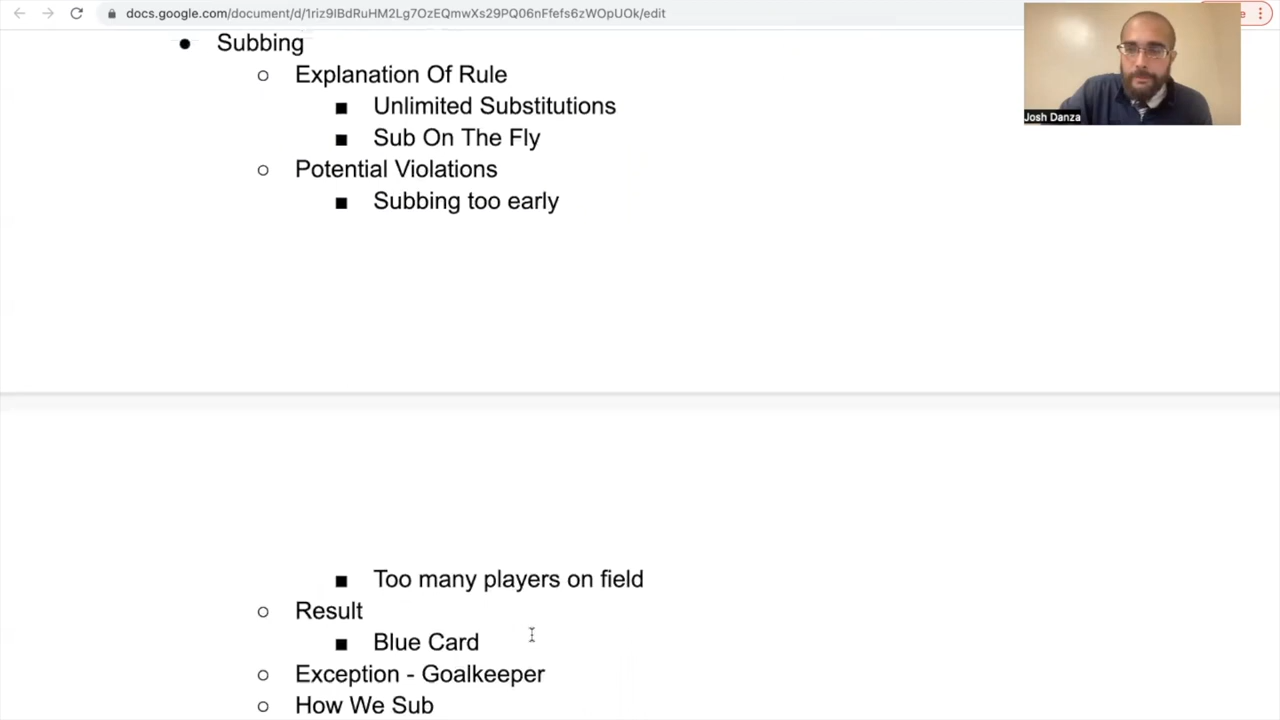 docs.google.com/document/d/1riz9IBdRuHM2Lg7OzEQmwXs29PQ06nFfefs6zWOpUOk/edit
e
Josh Danza
● Subbing
○ Explanation Of Rule
■ Unlimited Substitutions
■ Sub On The Fly
○ Potential Violations
■ Subbing too early
■ Too many players on field
○ Result
■ Blue Card
○ Exception - Goalkeeper
○ How We Sub